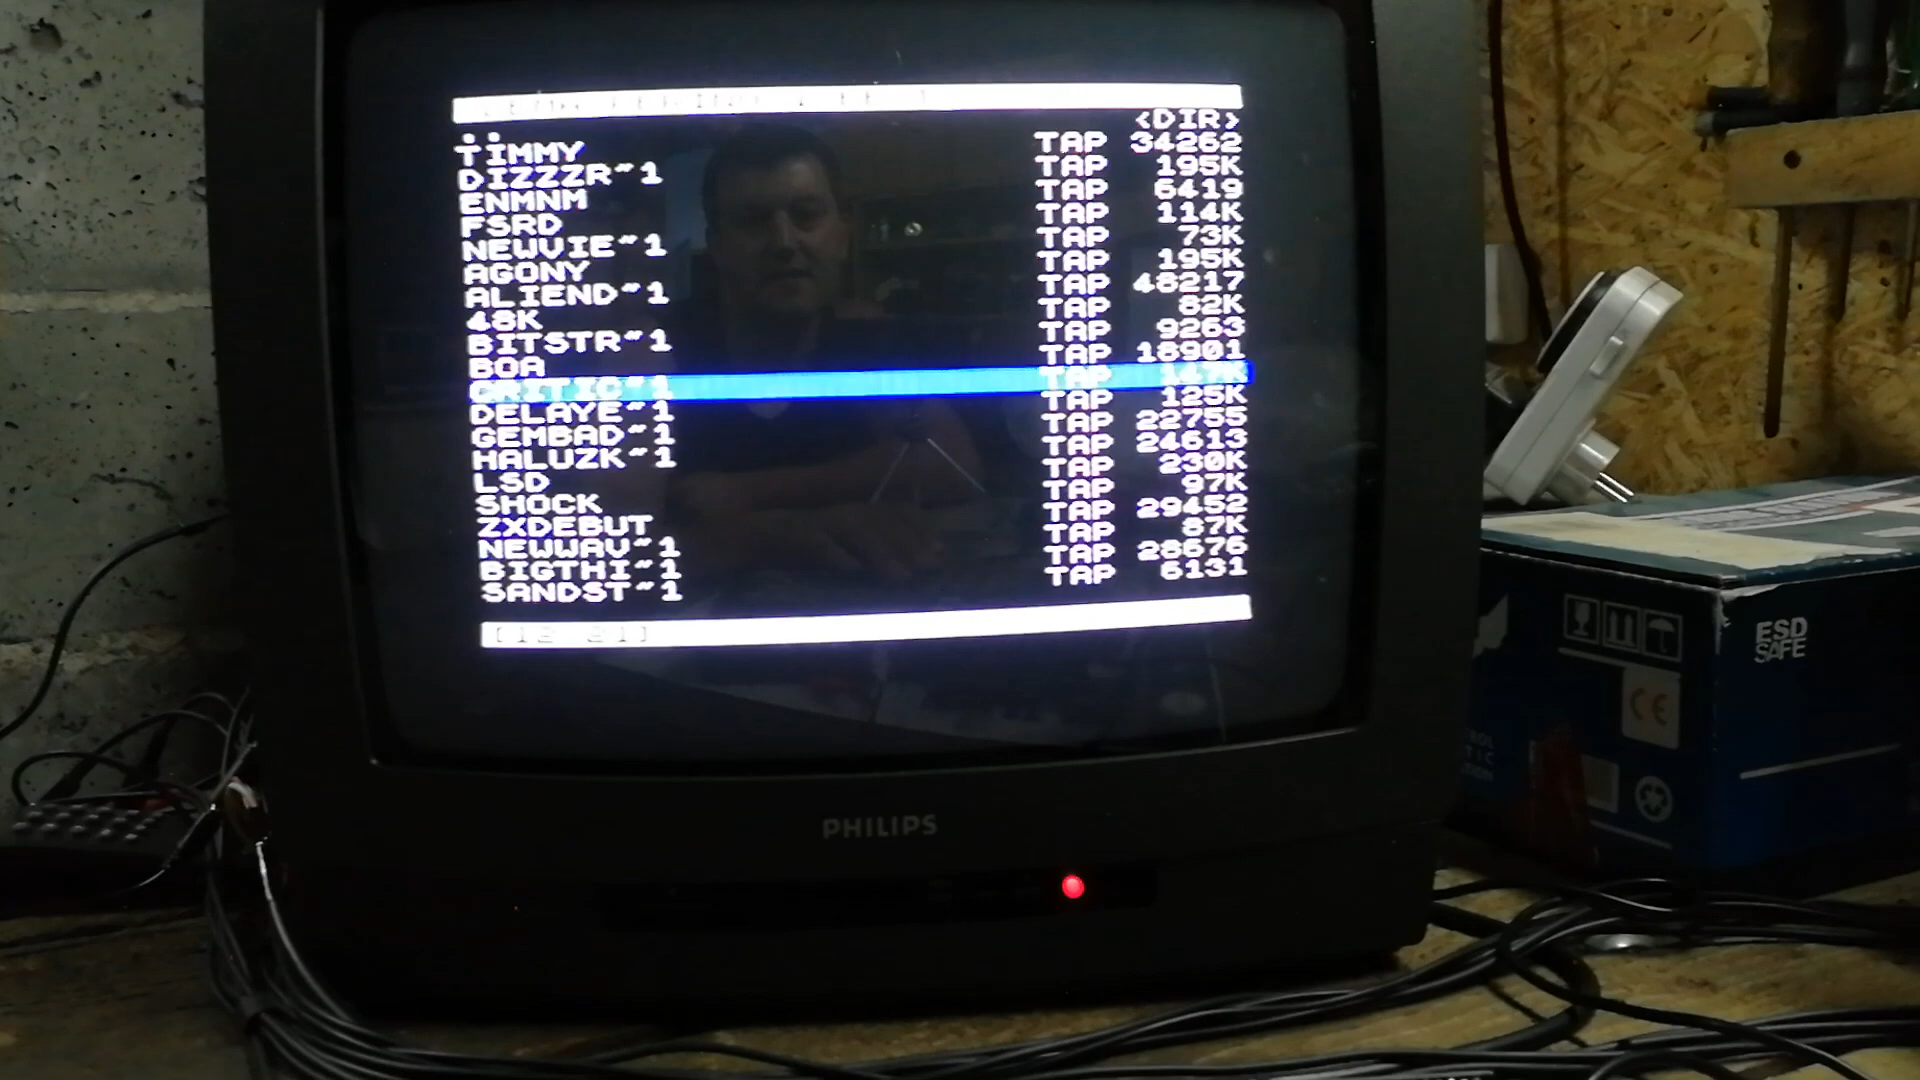 .. <DIR>
TIMMY TAP 34262
DIZZZR~1 TAP 195K
ENMNM TAP 6419
FSRD TAP 114K
NEWVIE~1 TAP 73K
AGONY TAP 195K
ALIEND~1 TAP 48217
48K TAP 82K
BITSTR~1 TAP 9263
BOA TAP 18901
CRITIC~1 TAP 147K
DELAYE~1 TAP 125K
GEMBAD~1 TAP 22755
HALUZK~1 TAP 24613
LSD TAP 230K
SHOCK TAP 97K
ZXDEBUT TAP 29452
NEWWAV~1 TAP 87K
BIGTHI~1 TAP 28676
SANDST~1 TAP 6131
[12/21]
PHILIPS
ESD
SAFE
CE